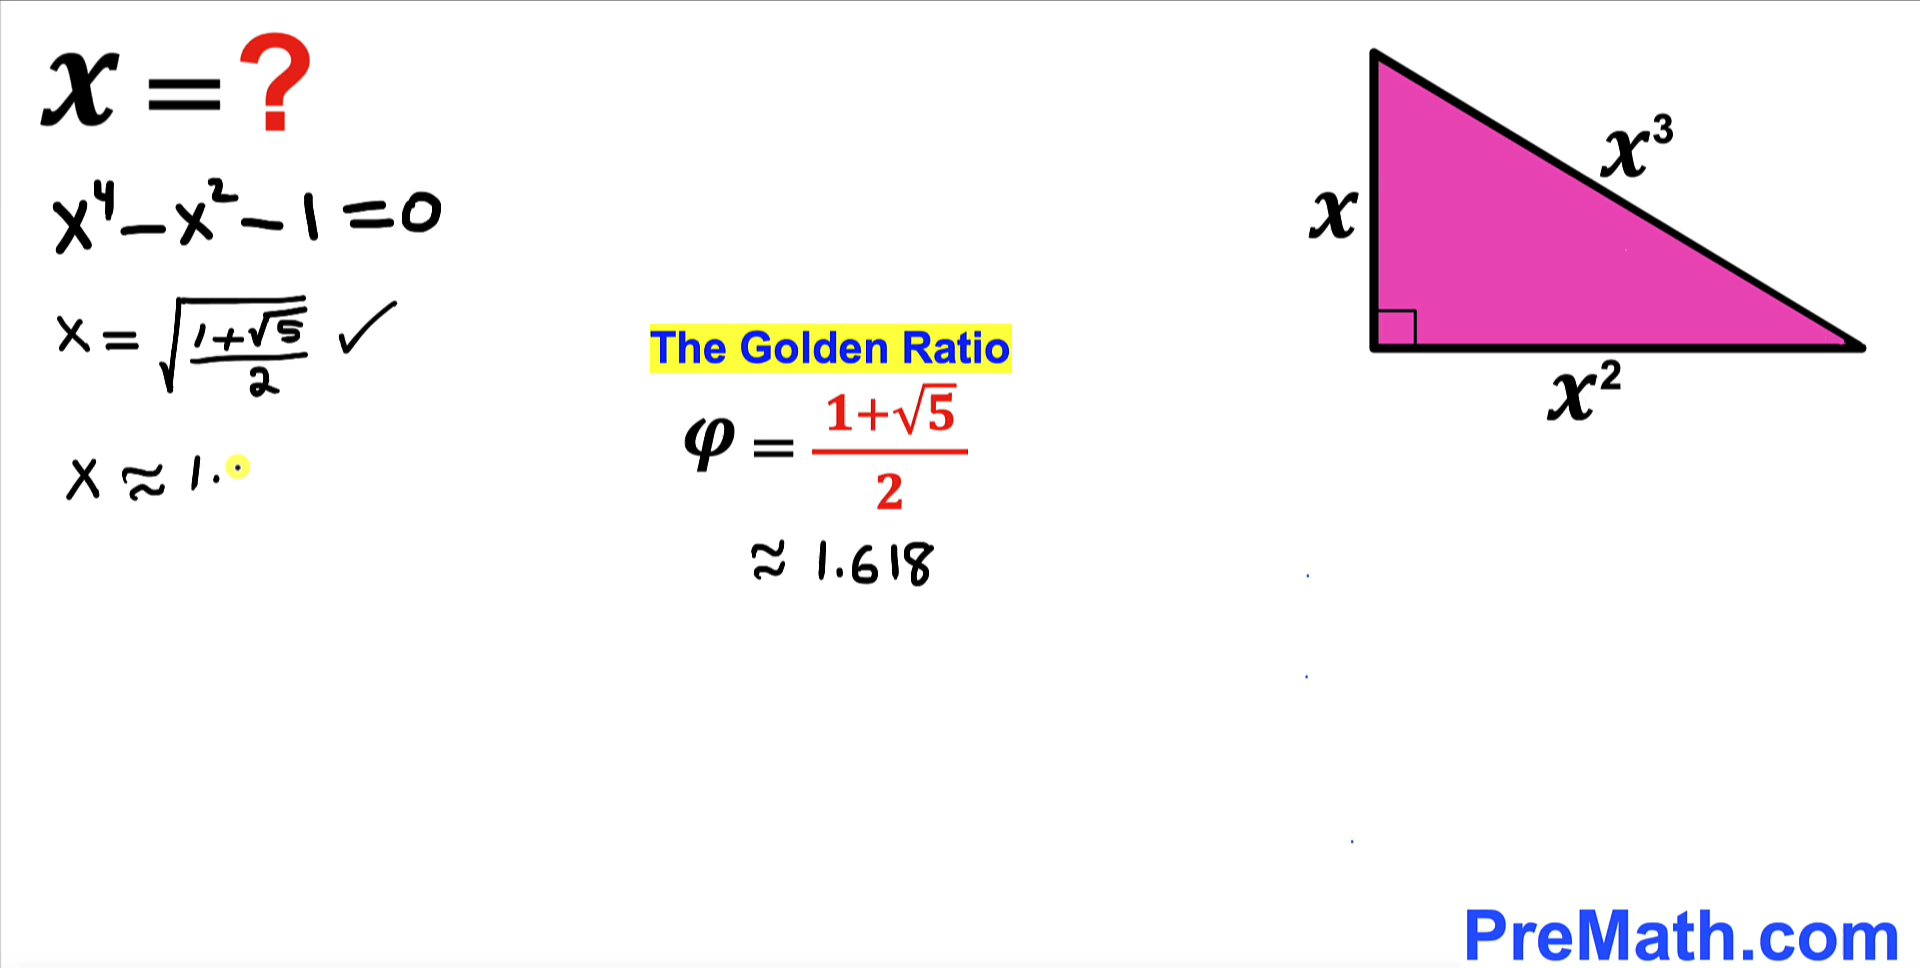 x = ?
x⁴ − x² − 1 = 0
x = √((1+√5)/2) ✓
x ≈ 1.
The Golden Ratio
φ = (1+√5)/2
≈ 1.618
x
x³
x²
PreMath.com